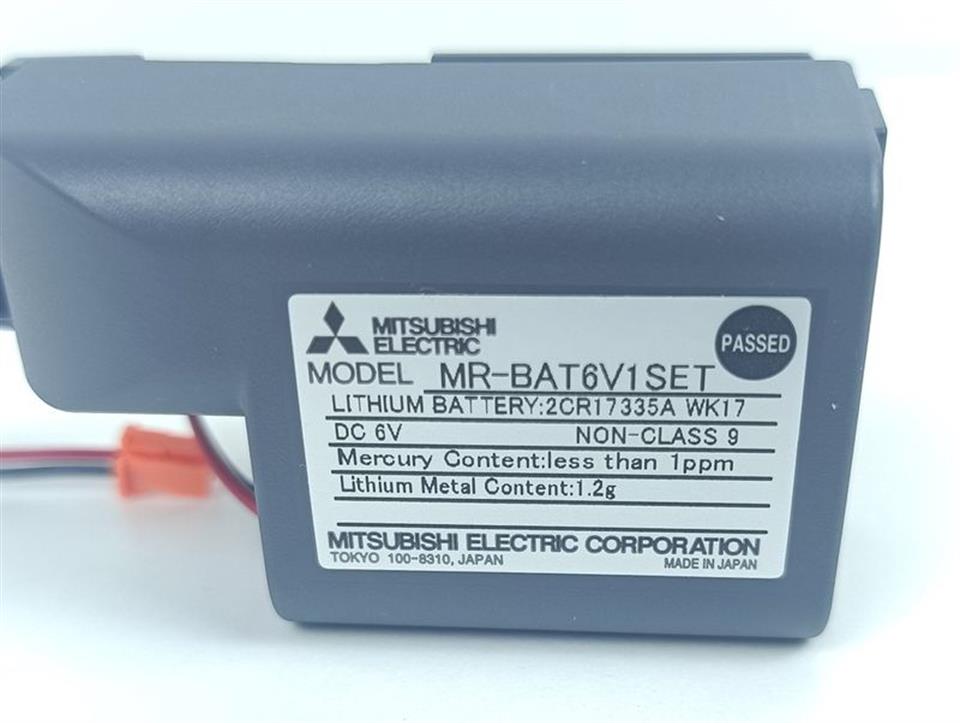 MITSUBISHI
ELECTRIC
PASSED
MODEL MR-BAT6V1SET
LITHIUM BATTERY:2CR17335A WK17
DC 6V NON-CLASS 9
Mercury Content:less than 1ppm
Lithium Metal Content:1.2g
MITSUBISHI ELECTRIC CORPORATION
TOKYO 100-8310, JAPAN MADE IN JAPAN